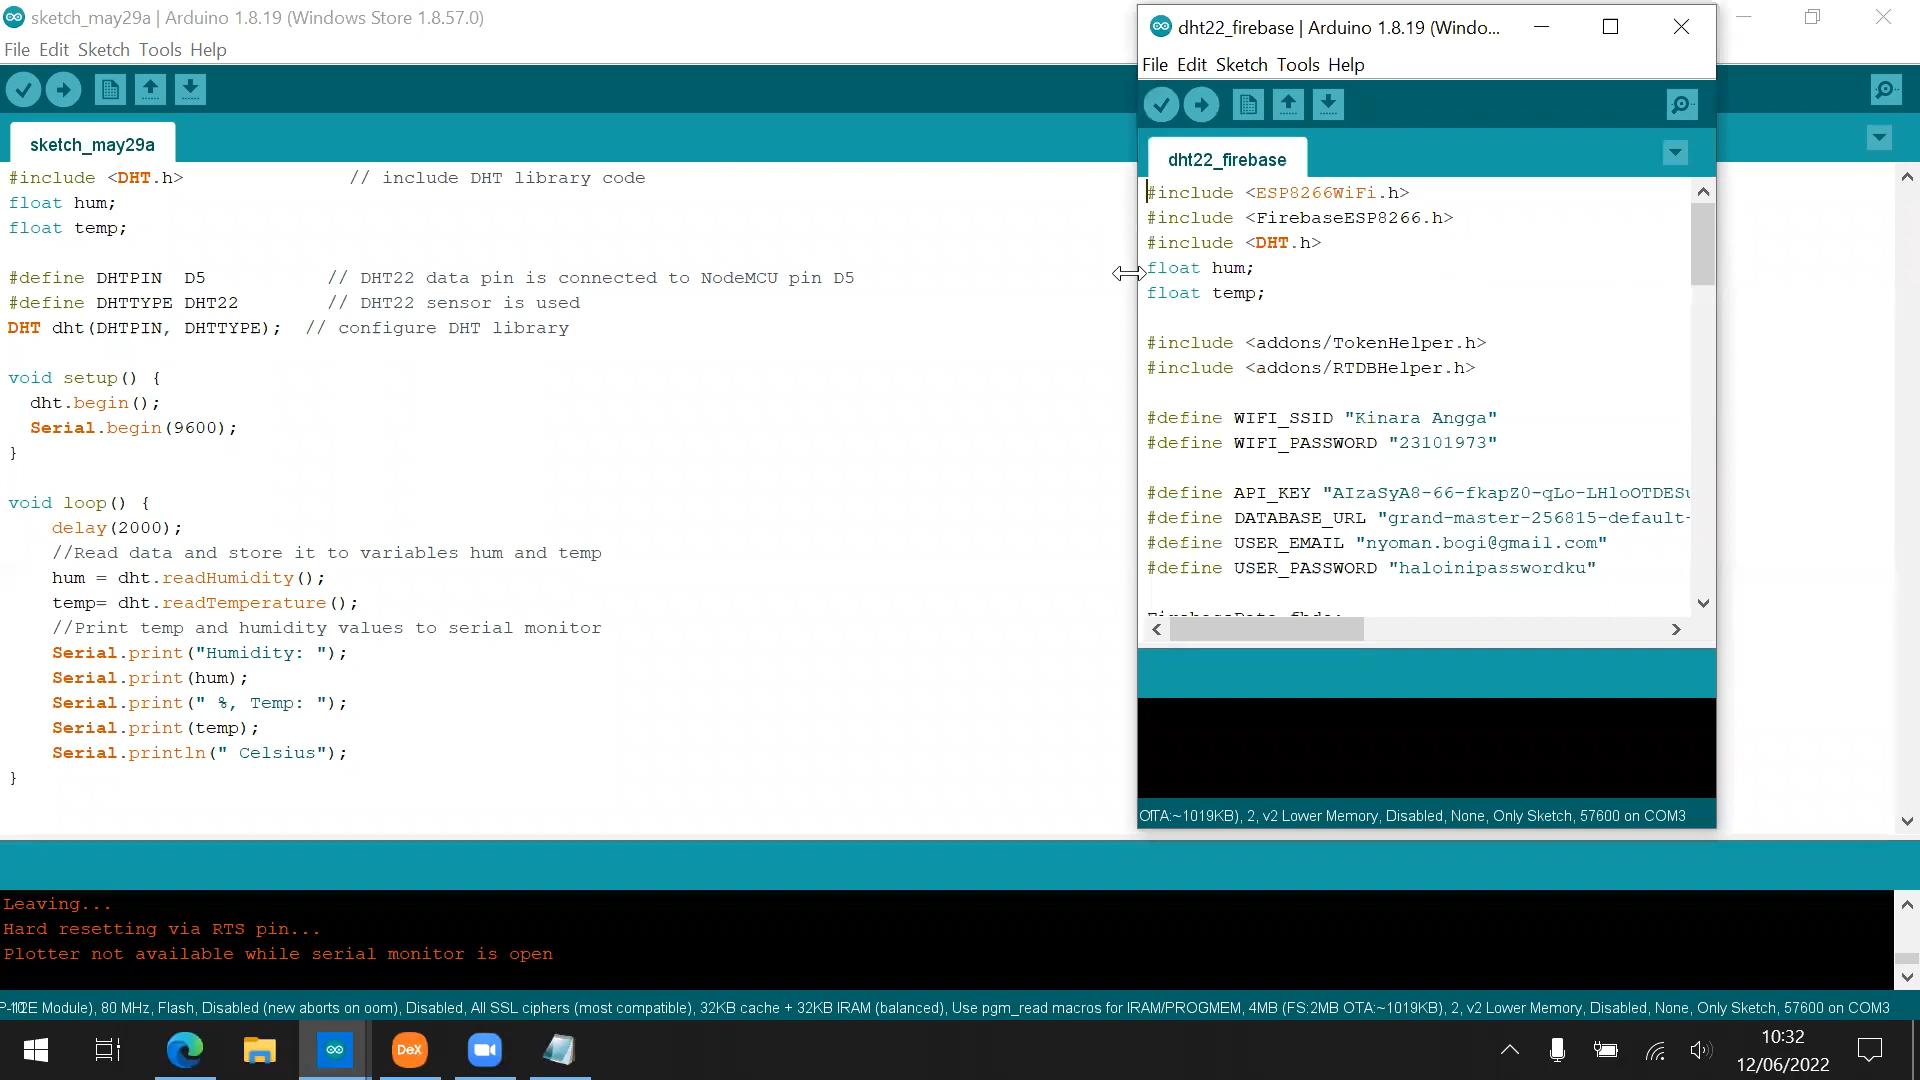 sketch_may29a | Arduino 1.8.19 (Windows Store 1.8.57.0)
File Edit Sketch Tools Help
sketch_may29a
#include <DHT.h> // include DHT library code
float hum;
float temp;
#define DHTPIN D5 // DHT22 data pin is connected to NodeMCU pin D5
#define DHTTYPE DHT22 // DHT22 sensor is used
DHT dht(DHTPIN, DHTTYPE); // configure DHT library
void setup() {
dht.begin();
Serial.begin(9600);
}
void loop() {
delay(2000);
//Read data and store it to variables hum and temp
hum = dht.readHumidity();
temp= dht.readTemperature();
//Print temp and humidity values to serial monitor
Serial.print("Humidity: ");
Serial.print(hum);
Serial.print(" %, Temp: ");
Serial.print(temp);
Serial.println(" Celsius");
}
dht22_firebase | Arduino 1.8.19 (Windo...
File Edit Sketch Tools Help
dht22_firebase
#include <ESP8266WiFi.h>
#include <FirebaseESP8266.h>
#include <DHT.h>
float hum;
float temp;
#include <addons/TokenHelper.h>
#include <addons/RTDBHelper.h>
#define WIFI_SSID "Kinara Angga"
#define WIFI_PASSWORD "23101973"
#define API_KEY "AIzaSyA8-66-fkapZ0-qLo-LHloOTDESu
#define DATABASE_URL "grand-master-256815-default-
#define USER_EMAIL "nyoman.bogi@gmail.com"
#define USER_PASSWORD "haloinipasswordku"
OTA:~1019KB), 2, v2 Lower Memory, Disabled, None, Only Sketch, 57600 on COM3
Leaving...
Hard resetting via RTS pin...
Plotter not available while serial monitor is open
Module), 80 MHz, Flash, Disabled (new aborts on oom), Disabled, All SSL ciphers (most compatible), 32KB cache + 32KB IRAM (balanced), Use pgm_read macros for IRAM/PROGMEM, 4MB (FS:2MB OTA:~1019KB), 2, v2 Lower Memory, Disabled, None, Only Sketch, 57600 on COM3
DeX
10:32
12/06/2022